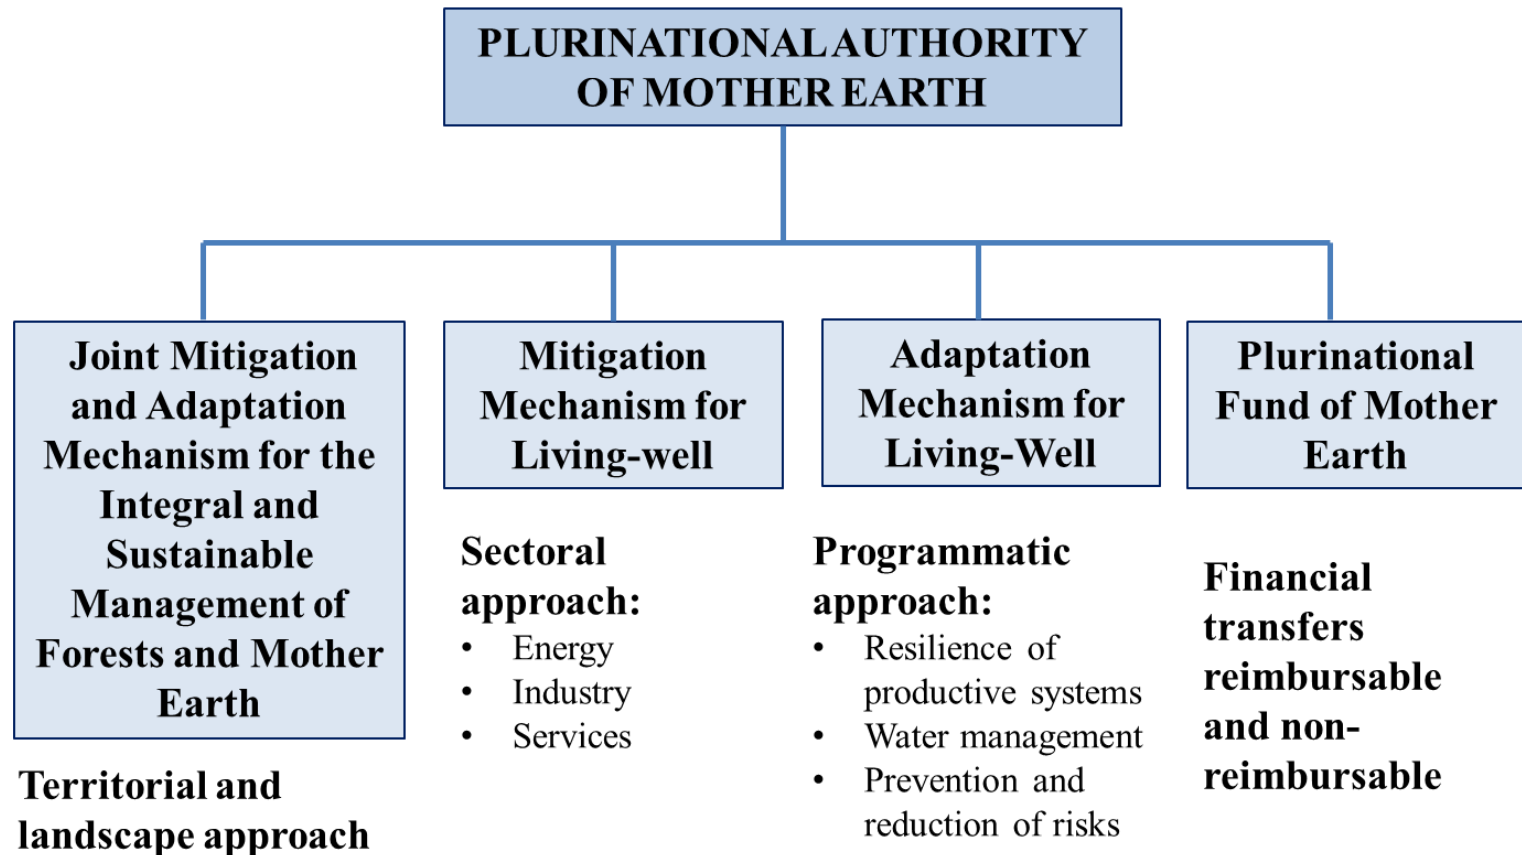 PLURINATIONAL AUTHORITY
OF MOTHER EARTH
Joint Mitigation
and Adaptation
Mechanism for the
Integral and
Sustainable
Management of
Forests and Mother
Earth
Territorial and
landscape approach
Mitigation
Mechanism for
Living-well
Sectoral
approach:
• Energy
• Industry
• Services
Adaptation
Mechanism for
Living-Well
Programmatic
approach:
• Resilience of
productive systems
• Water management
• Prevention and
reduction of risks
Plurinational
Fund of Mother
Earth
Financial
transfers
reimbursable
and non-
reimbursable